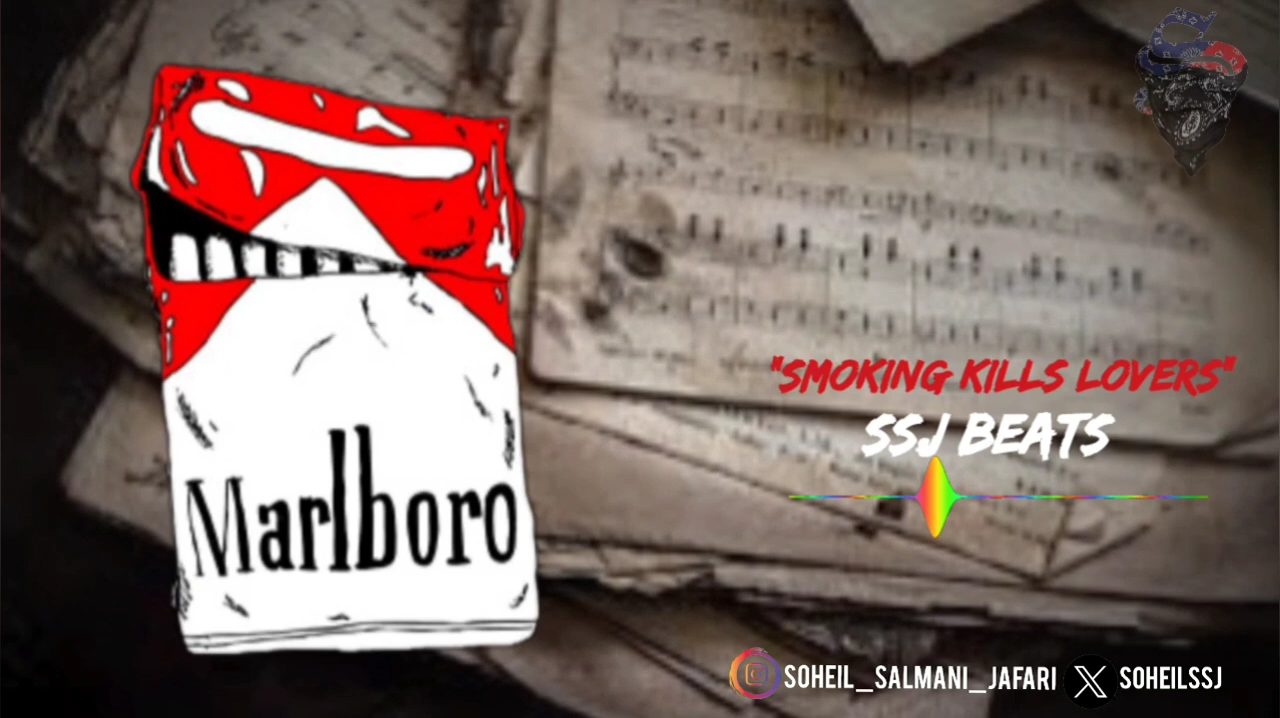 Marlboro
"SMOKING KILLS LOVERS"
SSJ BEATS
SOHEIL_SALMANI_JAFARI
SOHEILSSJ